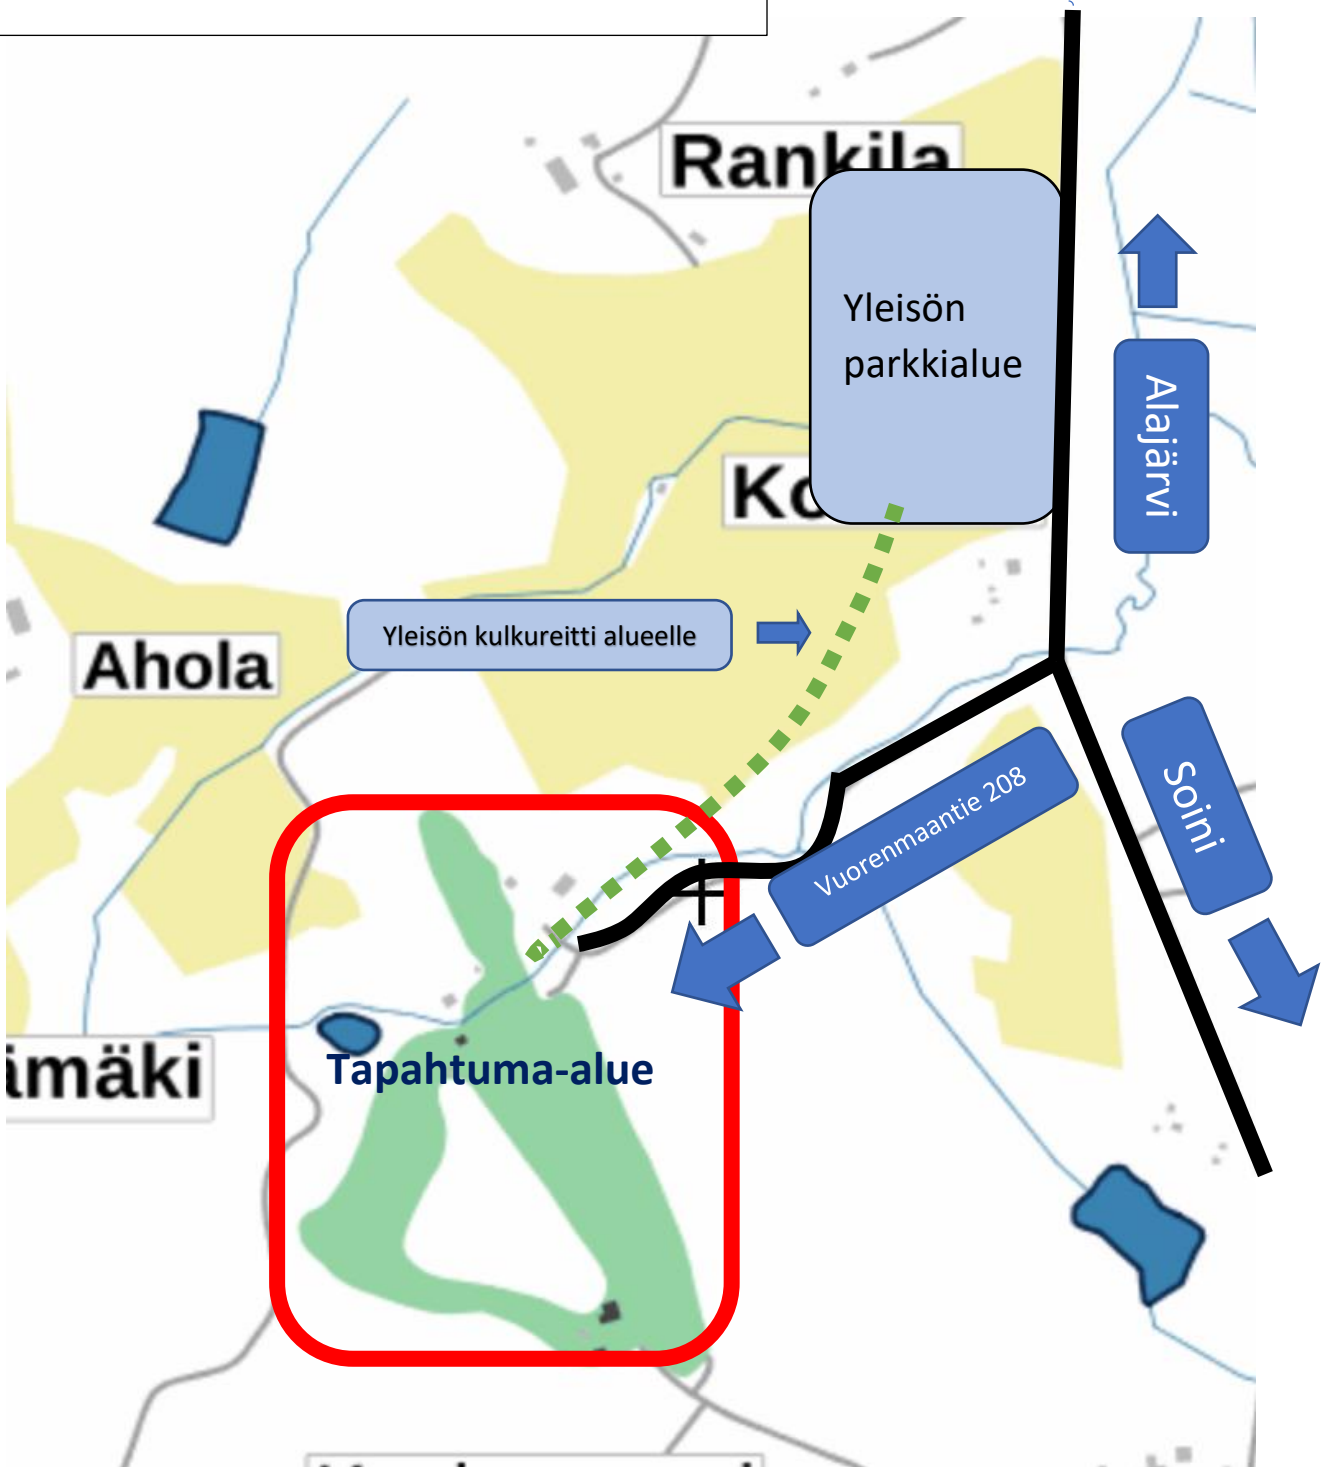 Rankila
Yleisön
parkkialue
Alajärvi
Yleisön kulkureitti alueelle
Ahola
Vuorenmaantie 208
Soini
Tapahtuma-alue